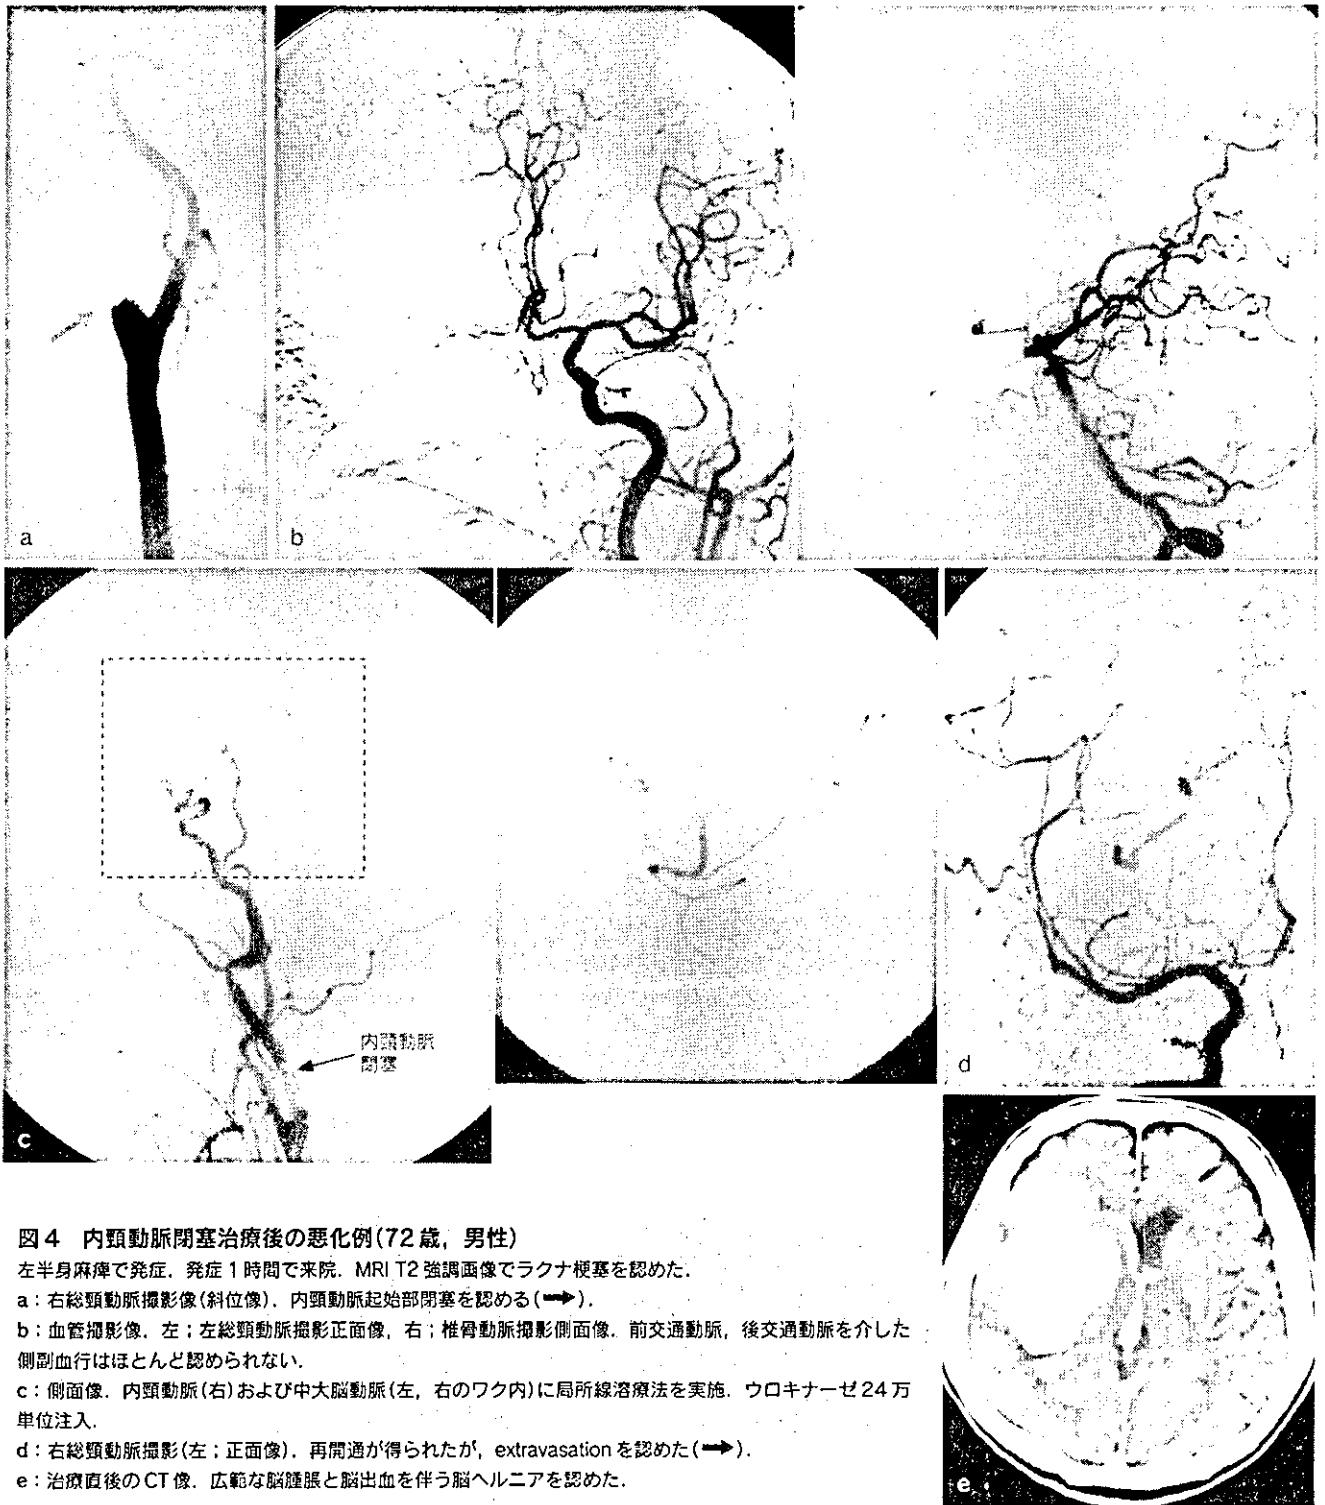 a
b
内頸動脈
閉塞
c
d
e
図4 内頸動脈閉塞治療後の悪化例(72歳,男性)
左半身麻痺で発症.発症1時間で来院.MRI T2強調画像でラクナ梗塞を認めた.
a:右総頸動脈撮影像(斜位像).内頸動脈起始部閉塞を認める(➡).
b:血管撮影像.左;左総頸動脈撮影正面像,右;椎骨動脈撮影側面像.前交通動脈,後交通動脈を介した
側副血行はほとんど認められない.
c:側面像.内頸動脈(右)および中大脳動脈(左,右のワク内)に局所線溶療法を実施.ウロキナーゼ24万
単位注入.
d:右総頸動脈撮影(左;正面像).再開通が得られたが,extravasationを認めた(➡).
e:治療直後のCT像.広範な脳腫脹と脳出血を伴う脳ヘルニアを認めた.